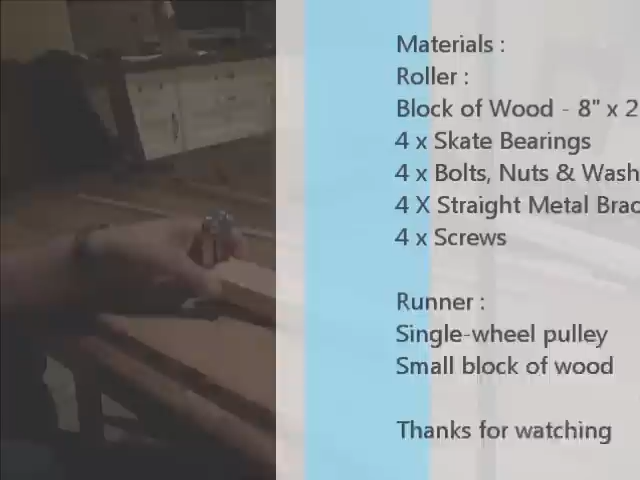 Materials :
Roller :
Block of Wood - 8" x 2
4 x Skate Bearings
4 x Bolts, Nuts & Wash
4 X Straight Metal Brac
4 x Screws
Runner :
Single-wheel pulley
Small block of wood
Thanks for watching